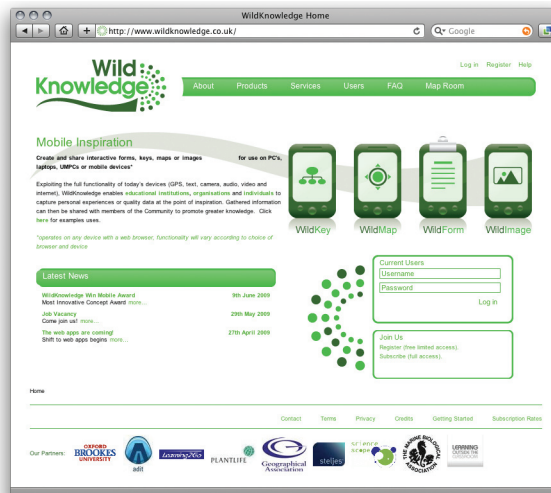 WildKnowledge Home
http://www.wildknowledge.co.uk/
Google
Log in Register Help
Wild
Knowledge
About Products Services Users FAQ Map Room
Mobile Inspiration
Create and share interactive forms, keys, maps or images for use on PC's,
laptops, UMPCs or mobile devices*
Exploiting the full functionality of today's devices (GPS, text, camera, audio, video and
internet), WildKnowledge enables educational institutions, organisations and individuals to
capture personal experiences or quality data at the point of inspiration. Gathered information
can then be shared with members of the Community to promote greater knowledge. Click
here for examples uses.
*operates on any device with a web browser, functionality will vary according to choice of
browser and device
WildKey WildMap WildForm WildImage
Latest News
WildKnowledge Win Mobile Award 9th June 2009
Most Innovative Concept Award more...
Job Vacancy 29th May 2009
Come join us! more...
The web apps are coming! 27th April 2009
Shift to web apps begins more...
Current Users
Username
Password
Log in
Join Us
Register (free limited access).
Subscribe (full access).
Home
Contact Terms Privacy Credits Getting Started Subscription Rates
Our Partners:
OXFORD
BROOKES
UNIVERSITY
adit
Learning2Go
PLANTLIFE
Geographical
Association
steljes
science
scope
THE MARINE BIOLOGICAL
ASSOCIATION
LEARNING
OUTSIDE THE
CLASSROOM